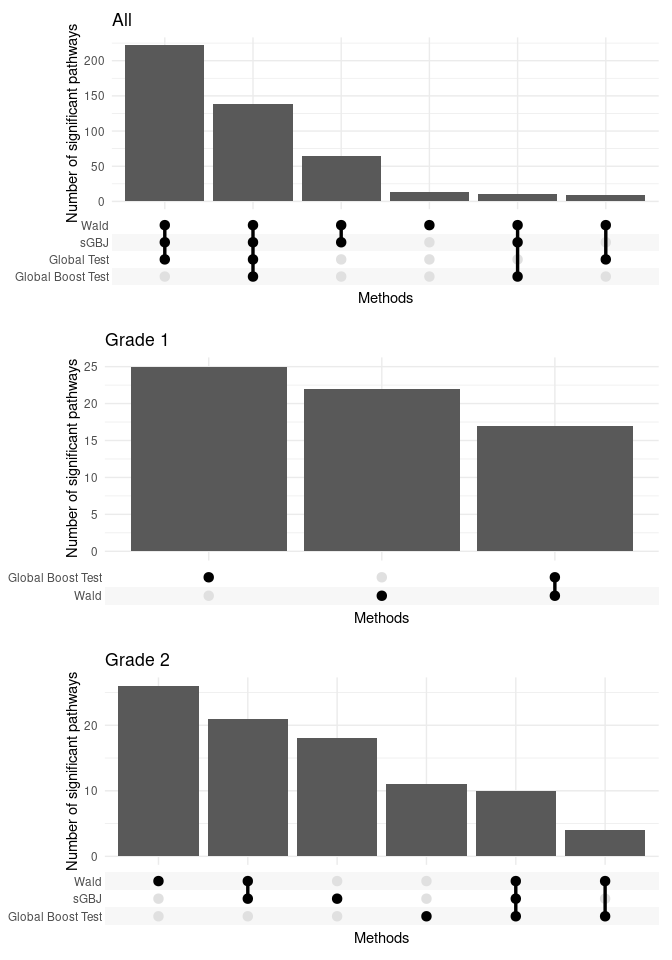 All
Number of significant pathways
200
150
100
50
0
Wald
sGBJ
Global Test
Global Boost Test
Methods
Grade 1
Number of significant pathways
25
20
15
10
5
0
Global Boost Test
Wald
Methods
Grade 2
Number of significant pathways
20
10
0
Wald
sGBJ
Global Boost Test
Methods